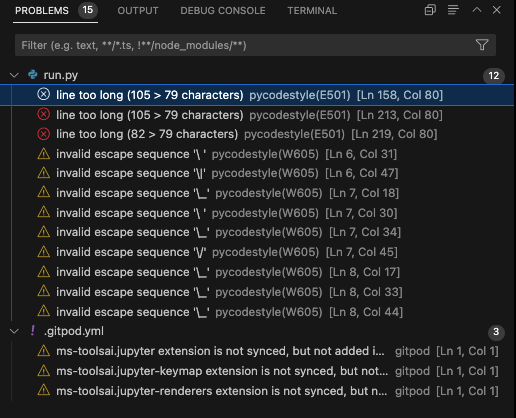 PROBLEMS 15 OUTPUT DEBUG CONSOLE TERMINAL
Filter (e.g. text, **/*.ts, !**/node_modules/**)
run.py 12
line too long (105 > 79 characters) pycodestyle(E501) [Ln 158, Col 80]
line too long (105 > 79 characters) pycodestyle(E501) [Ln 213, Col 80]
line too long (82 > 79 characters) pycodestyle(E501) [Ln 219, Col 80]
invalid escape sequence '\ ' pycodestyle(W605) [Ln 6, Col 31]
invalid escape sequence '\|' pycodestyle(W605) [Ln 6, Col 47]
invalid escape sequence '\_' pycodestyle(W605) [Ln 7, Col 18]
invalid escape sequence '\ ' pycodestyle(W605) [Ln 7, Col 30]
invalid escape sequence '\_' pycodestyle(W605) [Ln 7, Col 34]
invalid escape sequence '\/' pycodestyle(W605) [Ln 7, Col 45]
invalid escape sequence '\_' pycodestyle(W605) [Ln 8, Col 17]
invalid escape sequence '\_' pycodestyle(W605) [Ln 8, Col 33]
invalid escape sequence '\_' pycodestyle(W605) [Ln 8, Col 44]
! .gitpod.yml 3
ms-toolsai.jupyter extension is not synced, but not added i... gitpod [Ln 1, Col 1]
ms-toolsai.jupyter-keymap extension is not synced, but not... gitpod [Ln 1, Col 1]
ms-toolsai.jupyter-renderers extension is not synced, but n... gitpod [Ln 1, Col 1]